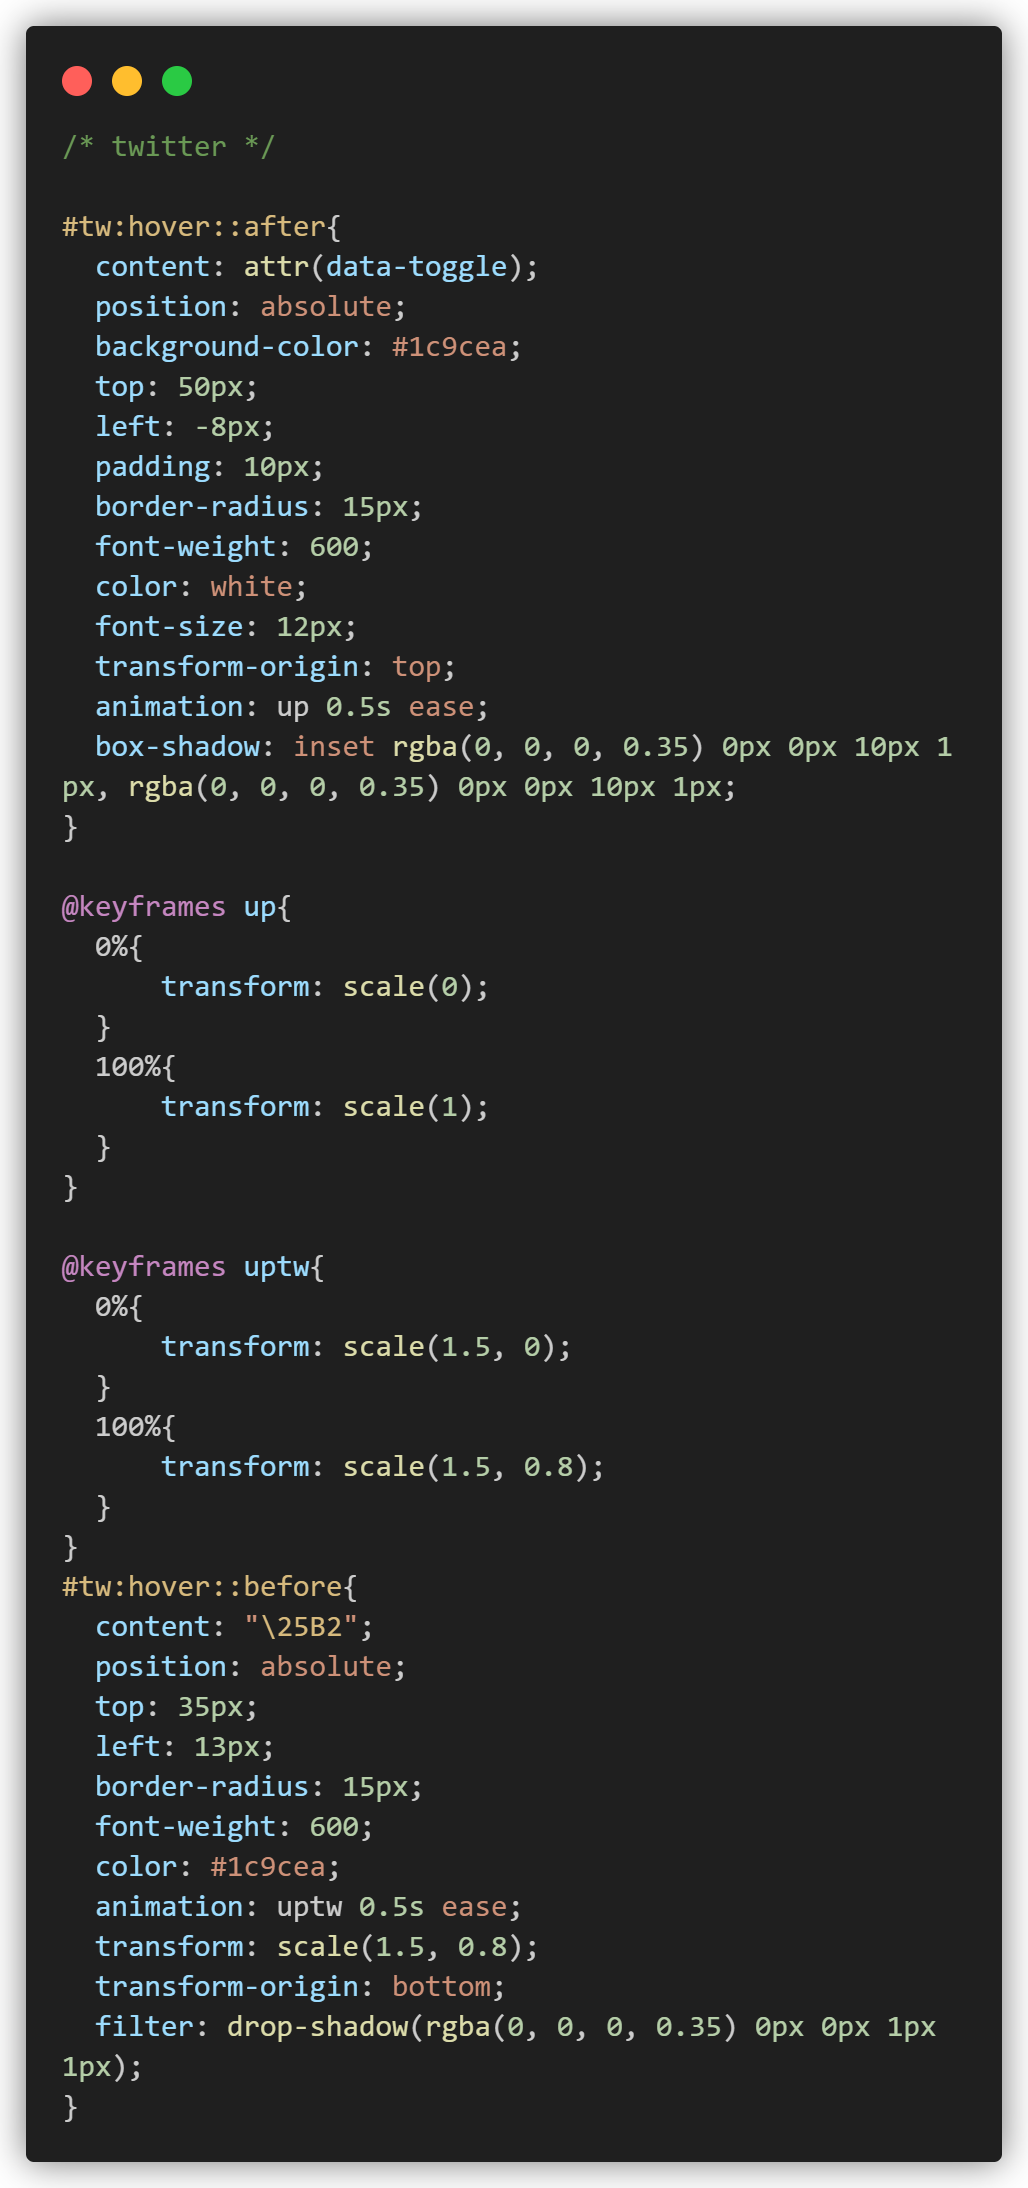 /* twitter */

#tw:hover::after{
  content: attr(data-toggle);
  position: absolute;
  background-color: #1c9cea;
  top: 50px;
  left: -8px;
  padding: 10px;
  border-radius: 15px;
  font-weight: 600;
  color: white;
  font-size: 12px;
  transform-origin: top;
  animation: up 0.5s ease;
  box-shadow: inset rgba(0, 0, 0, 0.35) 0px 0px 10px 1
px, rgba(0, 0, 0, 0.35) 0px 0px 10px 1px;
}

@keyframes up{
  0%{
      transform: scale(0);
  }
  100%{
      transform: scale(1);
  }
}

@keyframes uptw{
  0%{
      transform: scale(1.5, 0);
  }
  100%{
      transform: scale(1.5, 0.8);
  }
}
#tw:hover::before{
  content: "\25B2";
  position: absolute;
  top: 35px;
  left: 13px;
  border-radius: 15px;
  font-weight: 600;
  color: #1c9cea;
  animation: uptw 0.5s ease;
  transform: scale(1.5, 0.8);
  transform-origin: bottom;
  filter: drop-shadow(rgba(0, 0, 0, 0.35) 0px 0px 1px
1px);
}